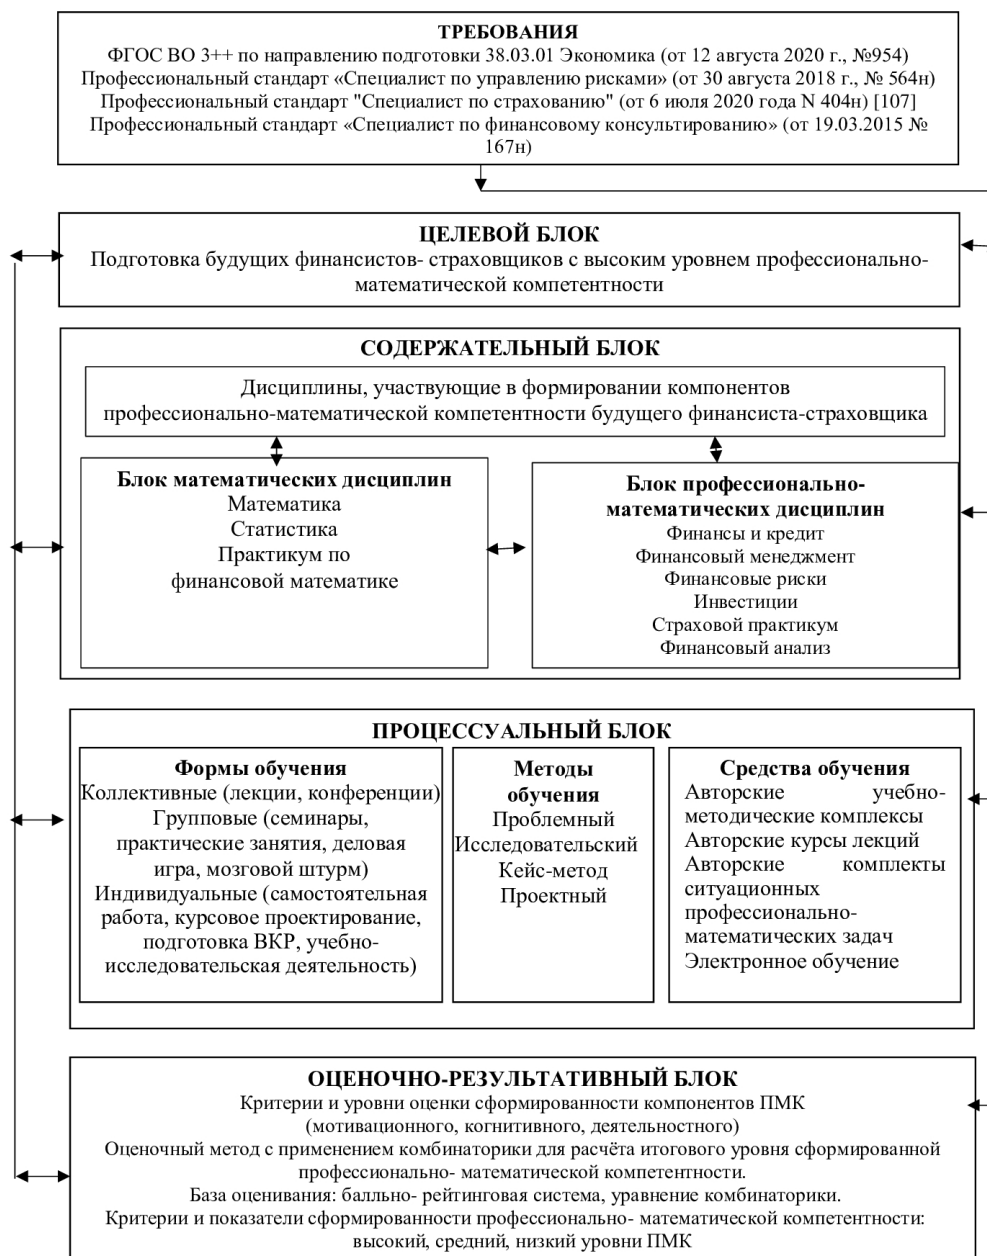 ТРЕБОВАНИЯ
ФГОС ВО 3++ по направлению подготовки 38.03.01 Экономика (от 12 августа 2020 г., №954)
Профессиональный стандарт «Специалист по управлению рисками» (от 30 августа 2018 г., № 564н)
Профессиональный стандарт "Специалист по страхованию" (от 6 июля 2020 года N 404н) [107]
Профессиональный стандарт «Специалист по финансовому консультированию» (от 19.03.2015 №
167н)
ЦЕЛЕВОЙ БЛОК
Подготовка будущих финансистов- страховщиков с высоким уровнем профессионально-
математической компетентности
СОДЕРЖАТЕЛЬНЫЙ БЛОК
Дисциплины, участвующие в формировании компонентов
профессионально-математической компетентности будущего финансиста-страховщика
Блок математических дисциплин
Математика
Статистика
Практикум по
финансовой математике
Блок профессионально-
математических дисциплин
Финансы и кредит
Финансовый менеджмент
Финансовые риски
Инвестиции
Страховой практикум
Финансовый анализ
ПРОЦЕССУАЛЬНЫЙ БЛОК
Формы обучения
Коллективные (лекции, конференции)
Групповые (семинары,
практические занятия, деловая
игра, мозговой штурм)
Индивидуальные (самостоятельная
работа, курсовое проектирование,
подготовка ВКР, учебно-
исследовательская деятельность)
Методы
обучения
Проблемный
Исследовательский
Кейс-метод
Проектный
Средства обучения
Авторские учебно-
методические комплексы
Авторские курсы лекций
Авторские комплекты
ситуационных
профессионально-
математических задач
Электронное обучение
ОЦЕНОЧНО-РЕЗУЛЬТАТИВНЫЙ БЛОК
Критерии и уровни оценки сформированности компонентов ПМК
(мотивационного, когнитивного, деятельностного)
Оценочный метод с применением комбинаторики для расчёта итогового уровня сформированной
профессионально- математической компетентности.
База оценивания: балльно- рейтинговая система, уравнение комбинаторики.
Критерии и показатели сформированности профессионально- математической компетентности:
высокий, средний, низкий уровни ПМК